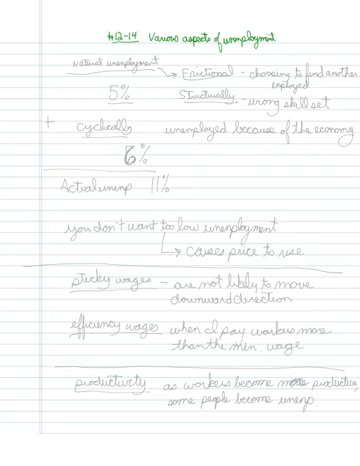 #12-14 Various aspects of unemployment
Natural unemployment → Frictional - choosing to find another
employed
5% Structurally - wrong skill set
+ cyclically unemployed because of the economy
6%
Actual unemp 11%
you don't want too low unemployment
↳ causes price to rise
sticky wages - are not likely to move
downward direction
efficiency wages when I pay workers more
than the min. wage
productivity as workers become more productive,
some people become unemp